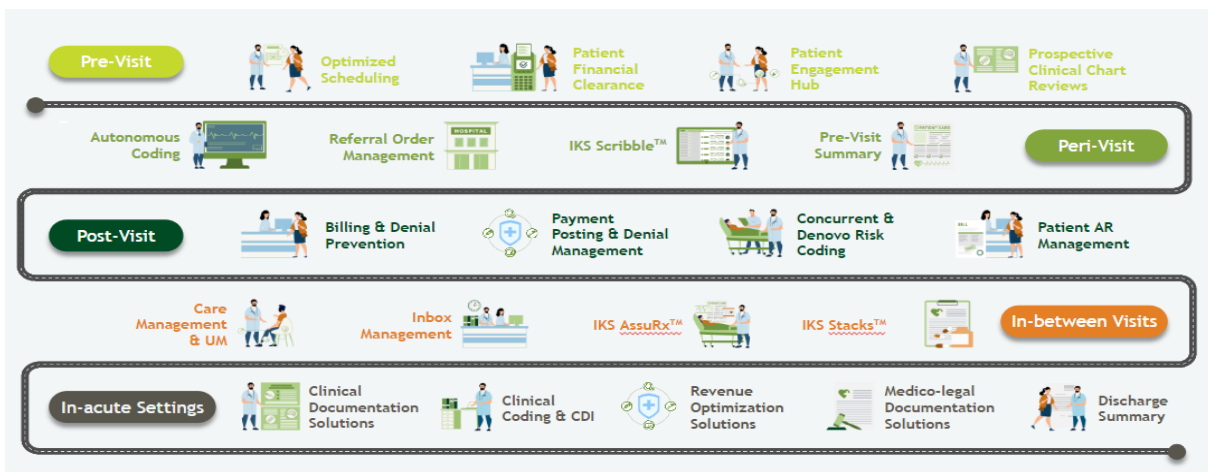 Pre-Visit
Optimized
Scheduling
Patient
Financial
Clearance
Patient
Engagement
Hub
Prospective
Clinical Chart
Reviews
Autonomous
Coding
Referral Order
Management
HOSPITAL
IKS Scribble™
Pre-Visit
Summary
PATIENT CARD
Peri-Visit
Post-Visit
Billing & Denial
Prevention
Payment
Posting & Denial
Management
Concurrent &
Denovo Risk
Coding
BILL
Patient AR
Management
Care
Management
& UM
Inbox
Management
IKS AssuRx™
IKS Stacks™
In-between Visits
In-acute Settings
Clinical
Documentation
Solutions
Clinical
Coding & CDI
Revenue
Optimization
Solutions
Medico-legal
Documentation
Solutions
Discharge
Summary